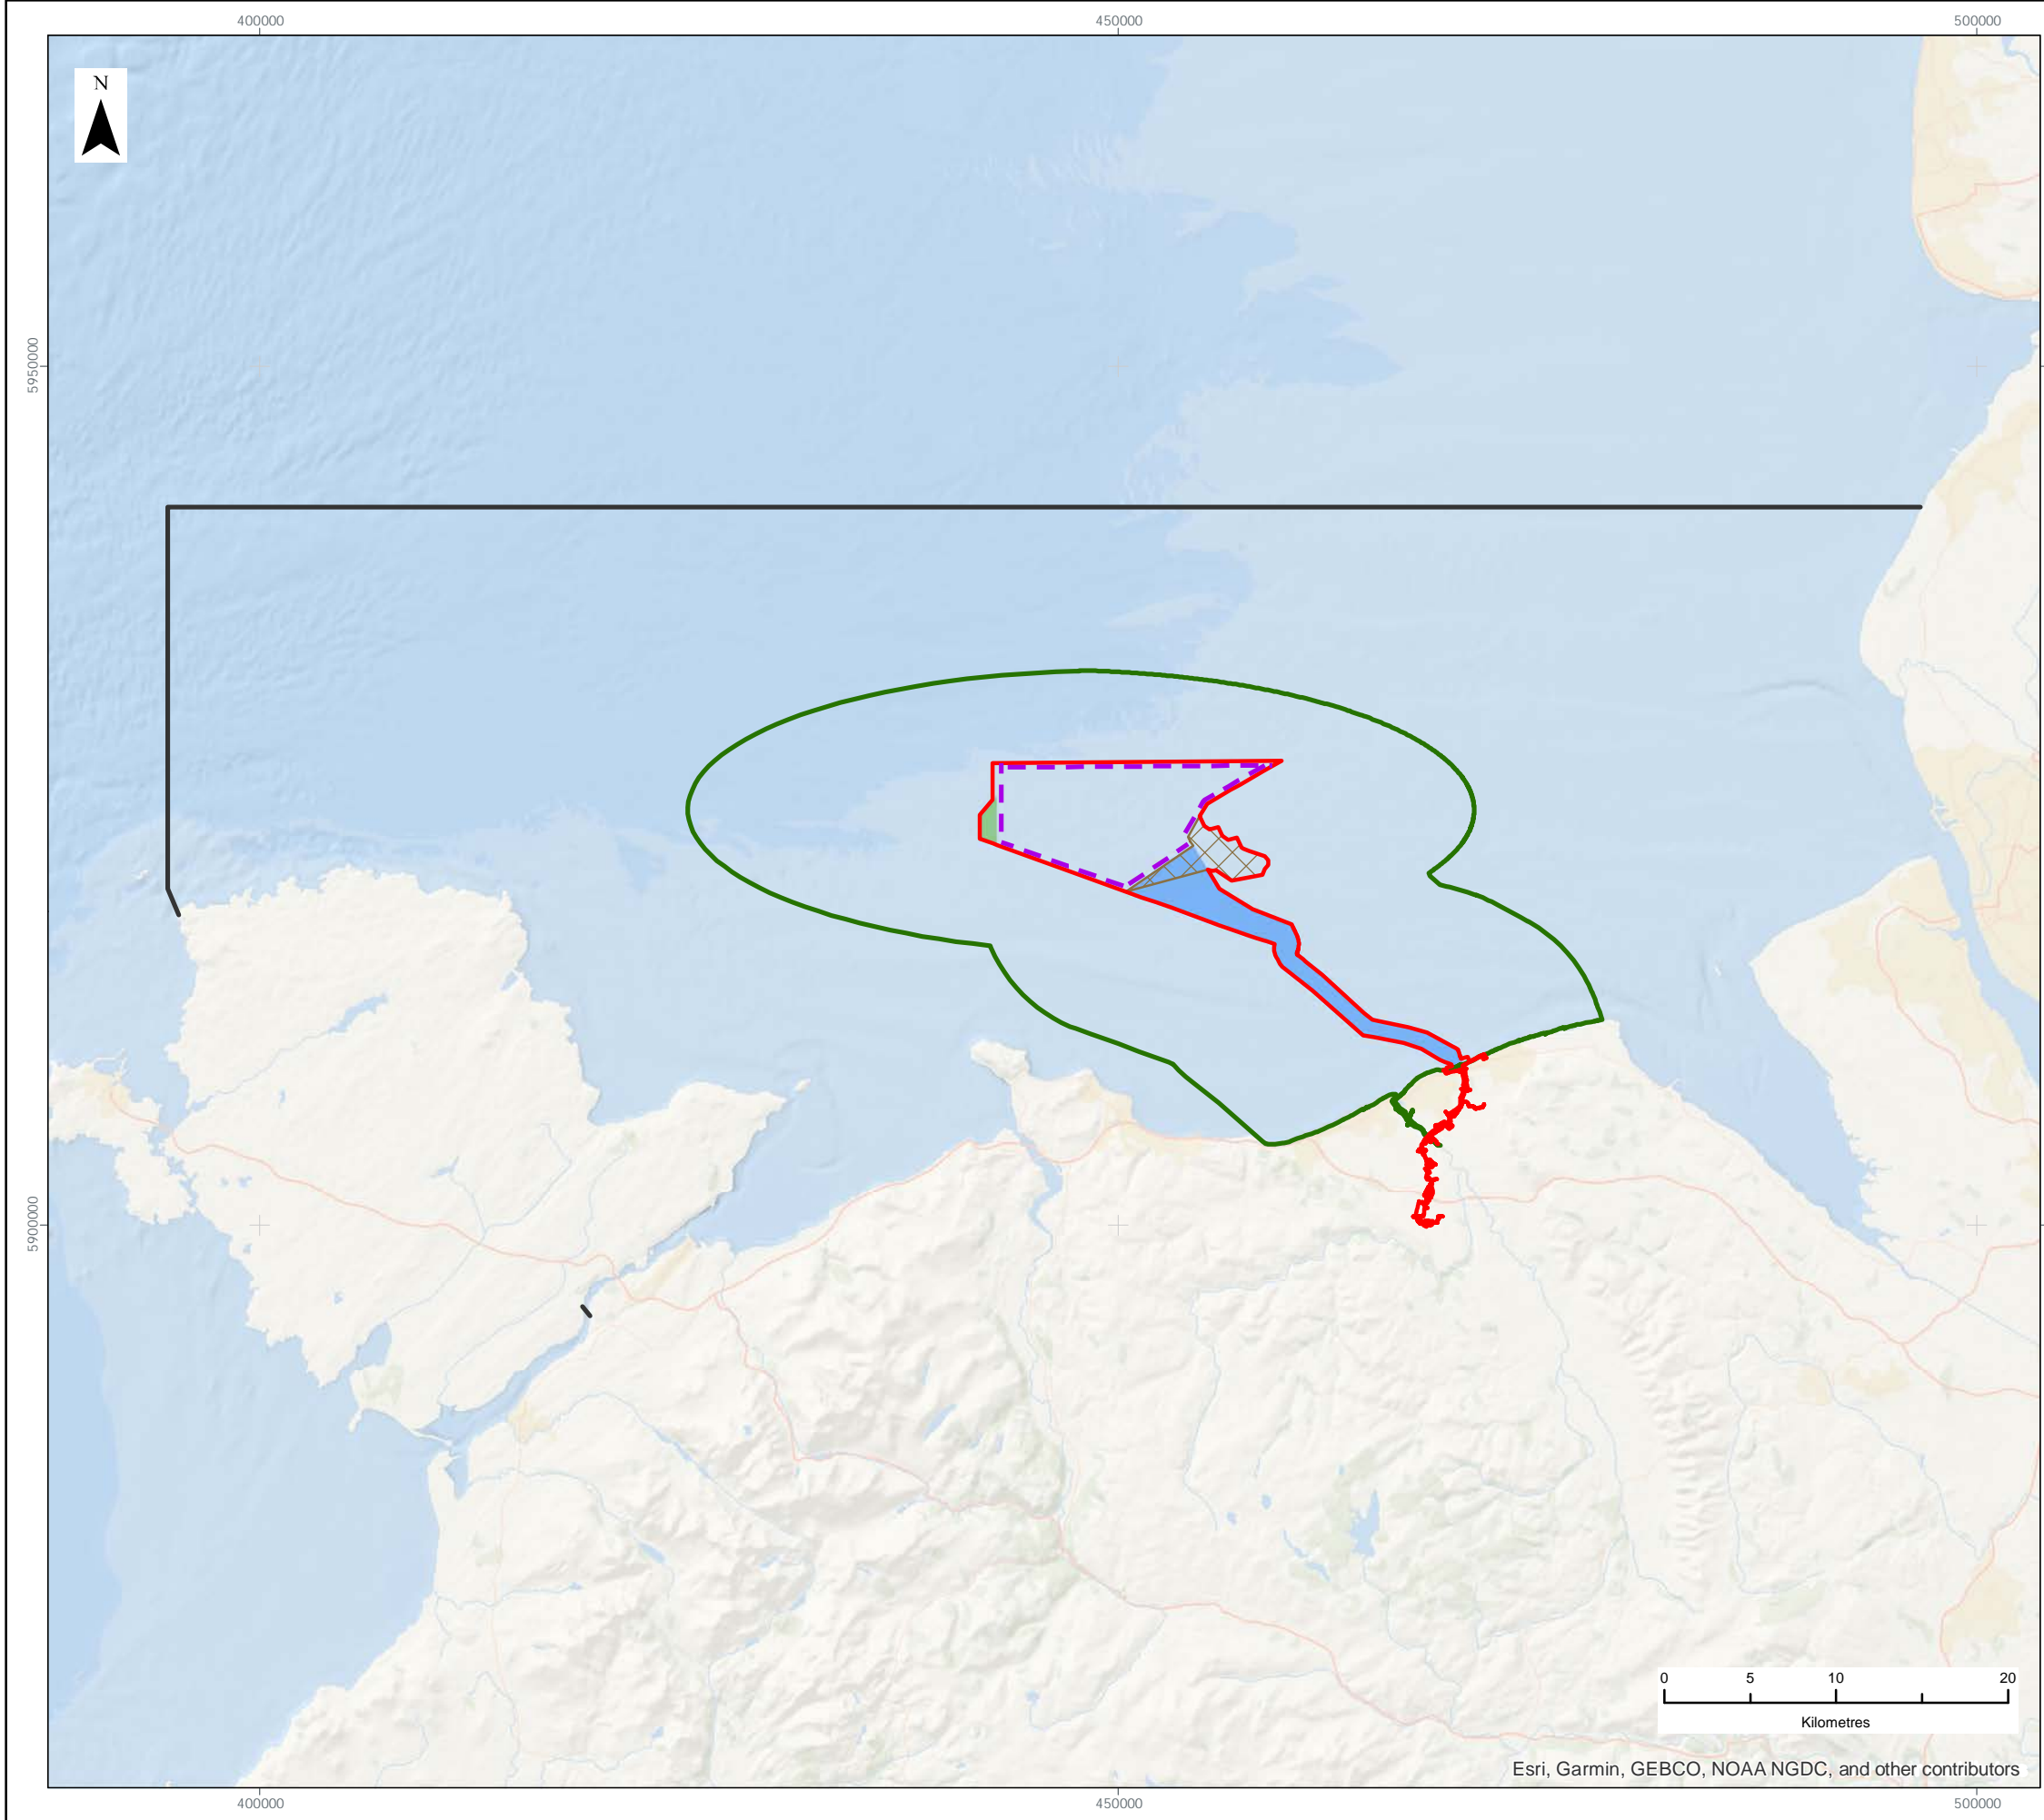 400000 450000 500000
N
5950000
5900000
0 5 10 20
Kilometres
Esri, Garmin, GEBCO, NOAA NGDC, and other contributors
400000 450000 500000